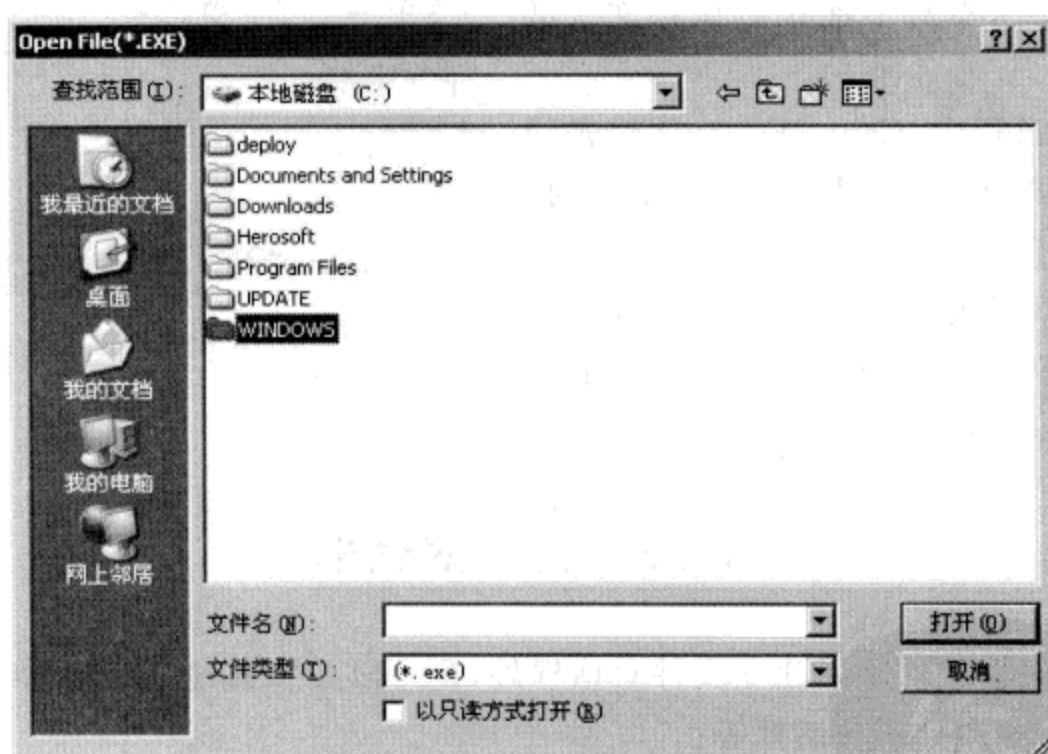 Open File(*.EXE)
查找范围(I):
本地磁盘 (C:)
我最近的文档
桌面
我的文档
我的电脑
网上邻居
deploy
Documents and Settings
Downloads
Herosoft
Program Files
UPDATE
WINDOWS
文件名(N):
打开(O)
文件类型(T):
(*.exe)
取消
以只读方式打开(R)